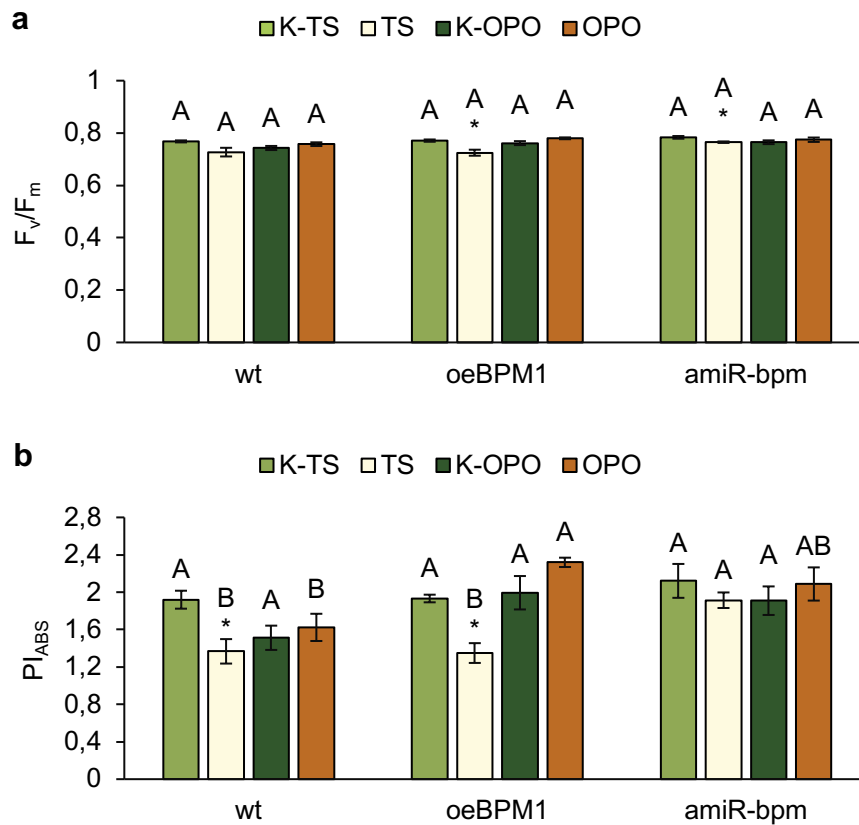 a
K-TS TS K-OPO OPO
Fv/Fm
1
0,8
0,6
0,4
0,2
0
A A A A A A A A A A A A
* *
wt oeBPM1 amiR-bpm
b
K-TS TS K-OPO OPO
PIABS
2,8
2,4
2
1,6
1,2
0,8
0,4
0
A B A B A B A A A A A AB
* *
wt oeBPM1 amiR-bpm